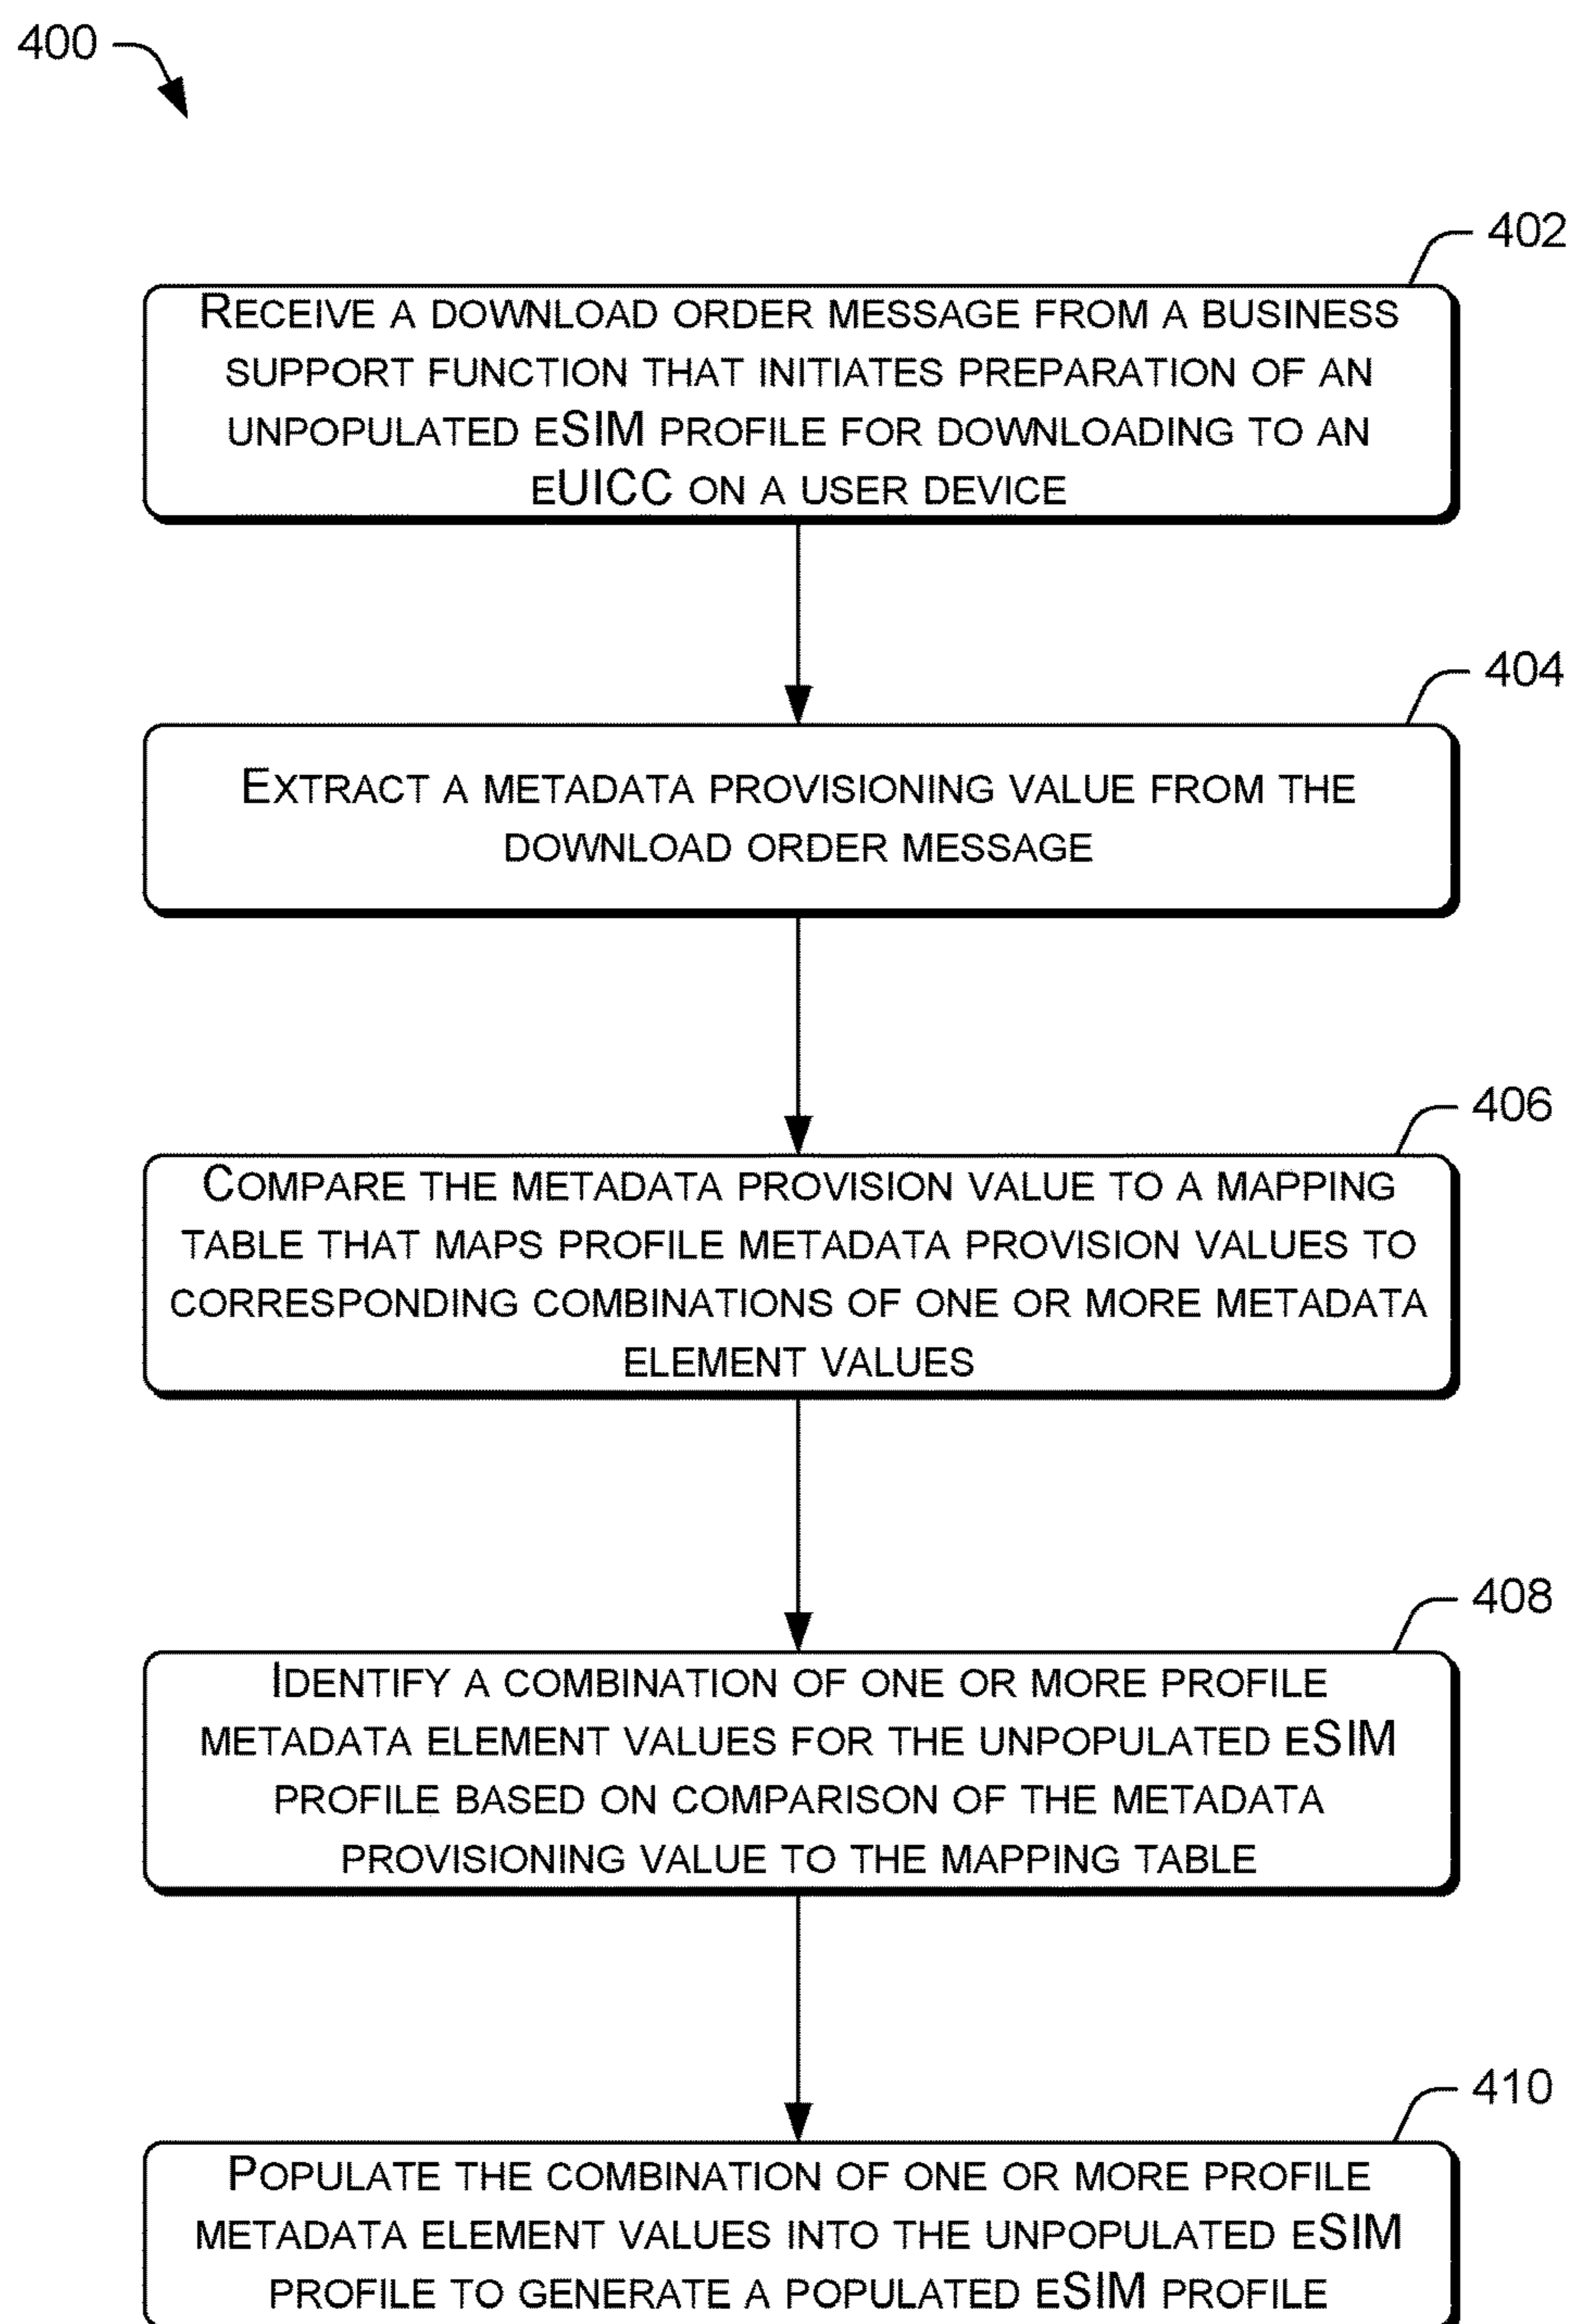 400
402
RECEIVE A DOWNLOAD ORDER MESSAGE FROM A BUSINESS
SUPPORT FUNCTION THAT INITIATES PREPARATION OF AN
UNPOPULATED eSIM PROFILE FOR DOWNLOADING TO AN
eUICC ON A USER DEVICE
404
EXTRACT A METADATA PROVISIONING VALUE FROM THE
DOWNLOAD ORDER MESSAGE
406
COMPARE THE METADATA PROVISION VALUE TO A MAPPING
TABLE THAT MAPS PROFILE METADATA PROVISION VALUES TO
CORRESPONDING COMBINATIONS OF ONE OR MORE METADATA
ELEMENT VALUES
408
IDENTIFY A COMBINATION OF ONE OR MORE PROFILE
METADATA ELEMENT VALUES FOR THE UNPOPULATED eSIM
PROFILE BASED ON COMPARISON OF THE METADATA
PROVISIONING VALUE TO THE MAPPING TABLE
410
POPULATE THE COMBINATION OF ONE OR MORE PROFILE
METADATA ELEMENT VALUES INTO THE UNPOPULATED eSIM
PROFILE TO GENERATE A POPULATED eSIM PROFILE